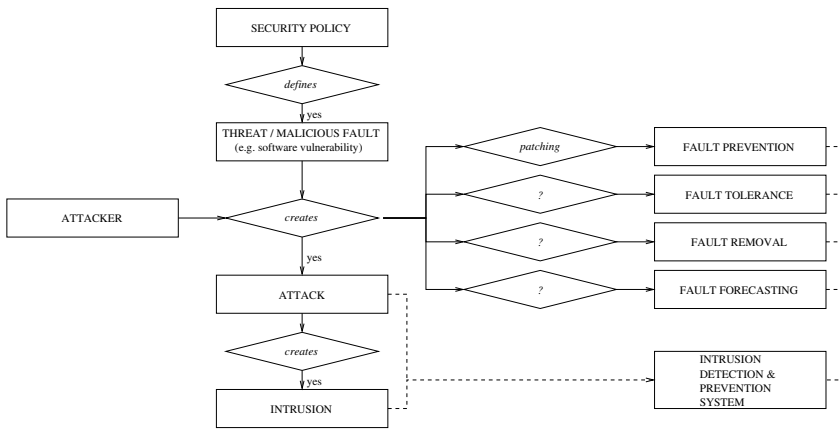 SECURITY POLICY
defines
yes
THREAT / MALICIOUS FAULT
(e.g. software vulnerability)
patching
FAULT PREVENTION
?
FAULT TOLERANCE
ATTACKER
creates
?
FAULT REMOVAL
yes
?
FAULT FORECASTING
ATTACK
creates
yes
INTRUSION
INTRUSION
DETECTION &
PREVENTION
SYSTEM